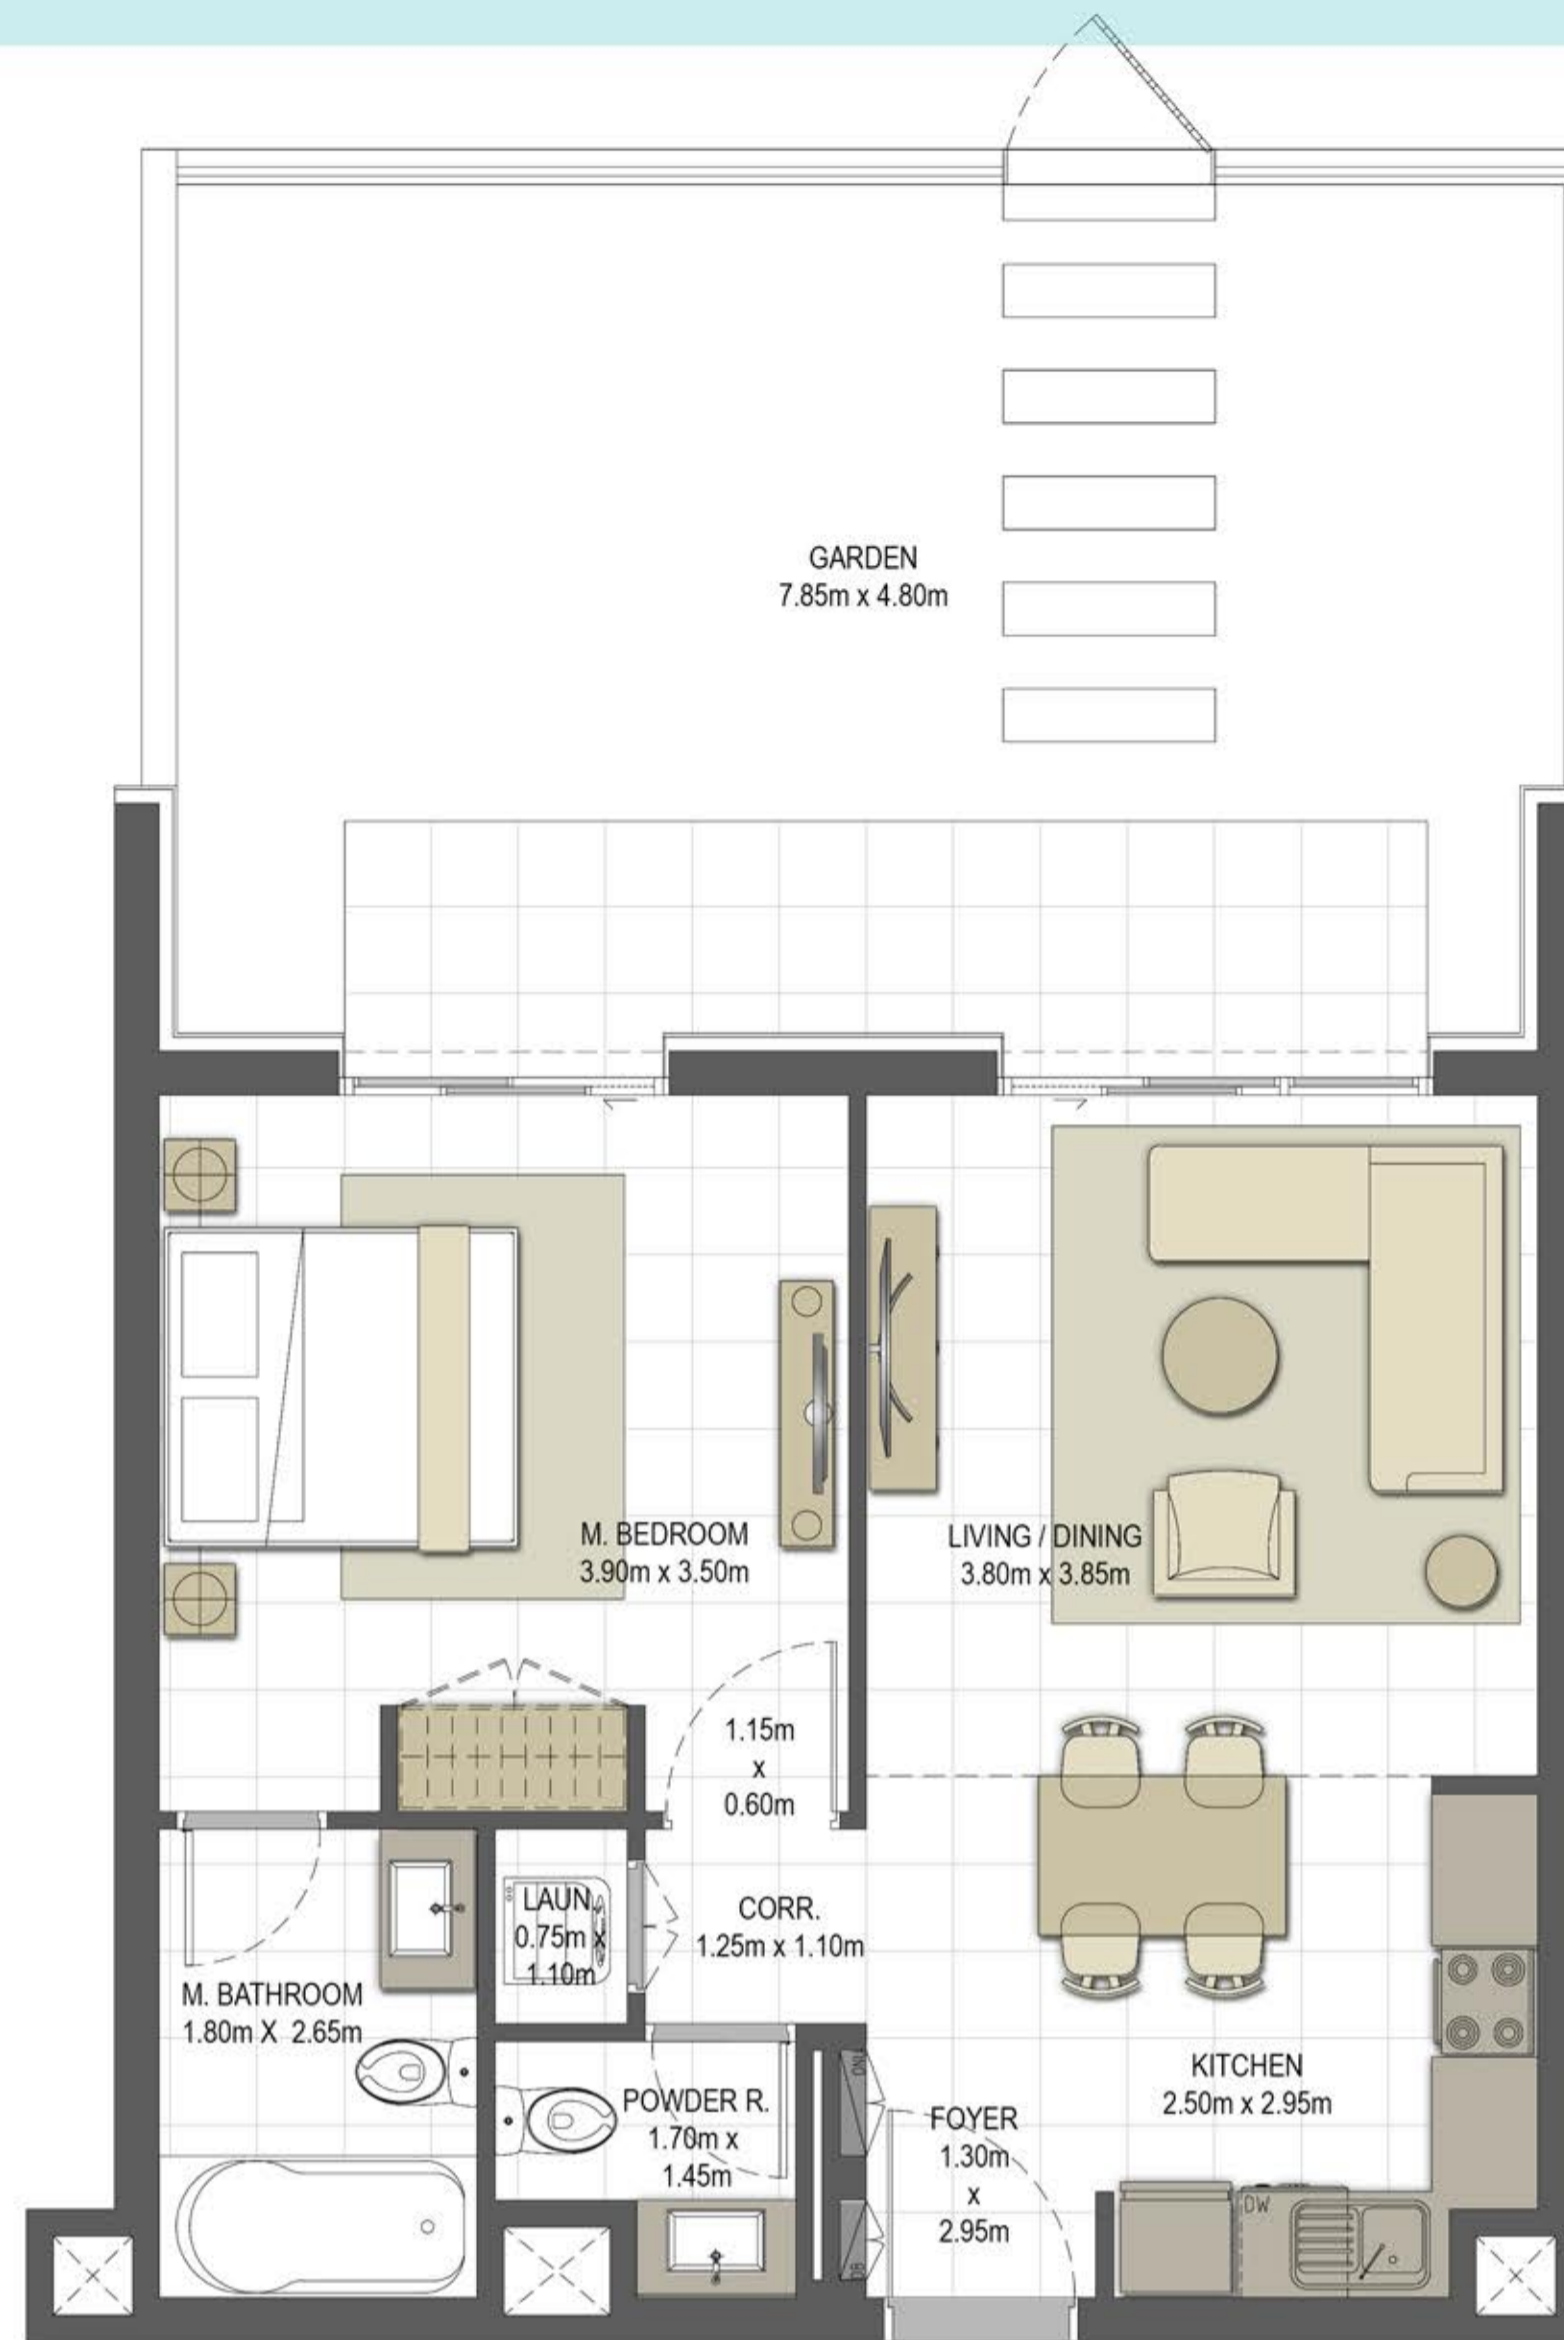 GARDEN
7.85m x 4.80m
M. BEDROOM
3.90m x 3.50m
LIVING / DINING
3.80m x 3.85m
1.15m
x
0.60m
LAUN.
0.75m x
1.10m
CORR.
1.25m x 1.10m
M. BATHROOM
1.80m X 2.65m
KITCHEN
2.50m x 2.95m
POWDER R.
1.70m x
1.45m
FOYER
1.30m
x
2.95m
DW
DB